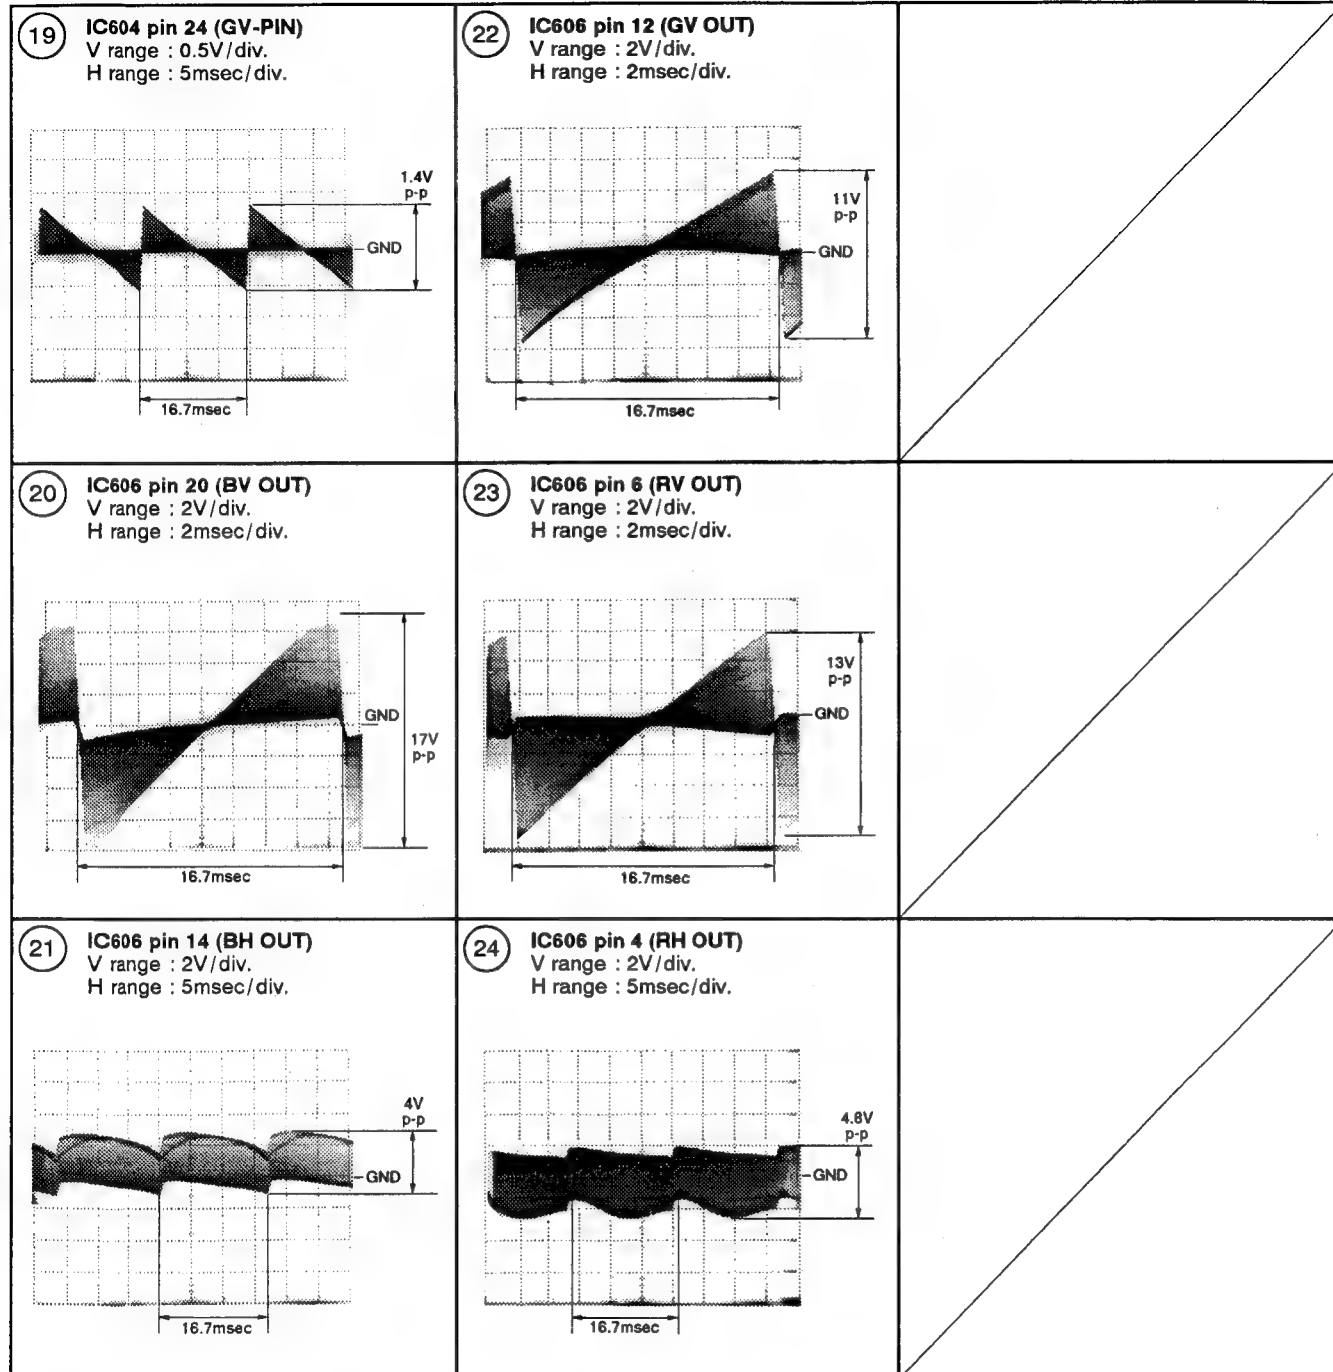 19
IC604 pin 24 (GV-PIN)
V range : 0.5V/div.
H range : 5msec/div.
1.4V
p-p
GND
16.7msec
22
IC606 pin 12 (GV OUT)
V range : 2V/div.
H range : 2msec/div.
11V
p-p
GND
16.7msec
20
IC606 pin 20 (BV OUT)
V range : 2V/div.
H range : 2msec/div.
GND
17V
p-p
16.7msec
23
IC606 pin 6 (RV OUT)
V range : 2V/div.
H range : 2msec/div.
13V
p-p
GND
16.7msec
21
IC606 pin 14 (BH OUT)
V range : 2V/div.
H range : 5msec/div.
4V
p-p
GND
16.7msec
24
IC606 pin 4 (RH OUT)
V range : 2V/div.
H range : 5msec/div.
4.8V
p-p
GND
16.7msec